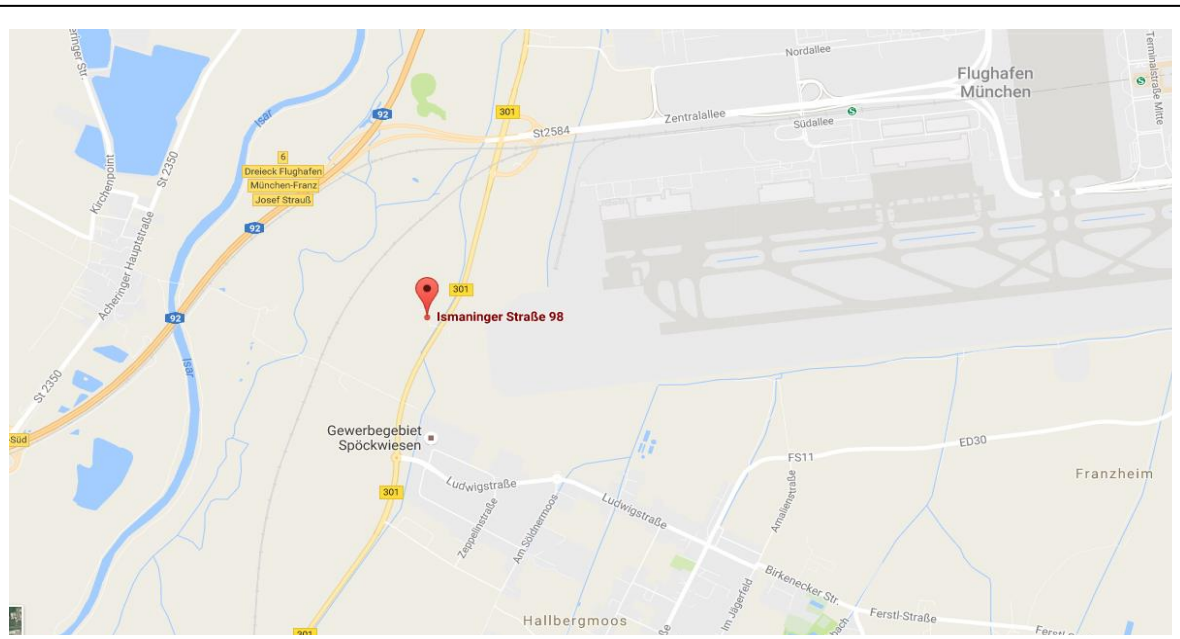 Nordallee
Flughafen
München
Terminalstraße Mitte
S
Zentralallee
Südallee
S
St2584
301
92
Isar
6
Dreieck Flughafen
München-Franz
Josef Strauß
92
St 2350
Kirchenpoint
Acheringer Hauptstraße
301
Ismaninger Straße 98
92
Isar
St 2350
Süd
Gewerbegebiet
Spöckwiesen
301
Ludwigstraße
Zeppelinstraße
Am Söldnermoos
Ludwigstraße
FS11
ED30
Amalienstraße
Franzheim
Birkenecker Str.
Im Jägerfeld
Ferstl-Straße
Hallbergmoos
301